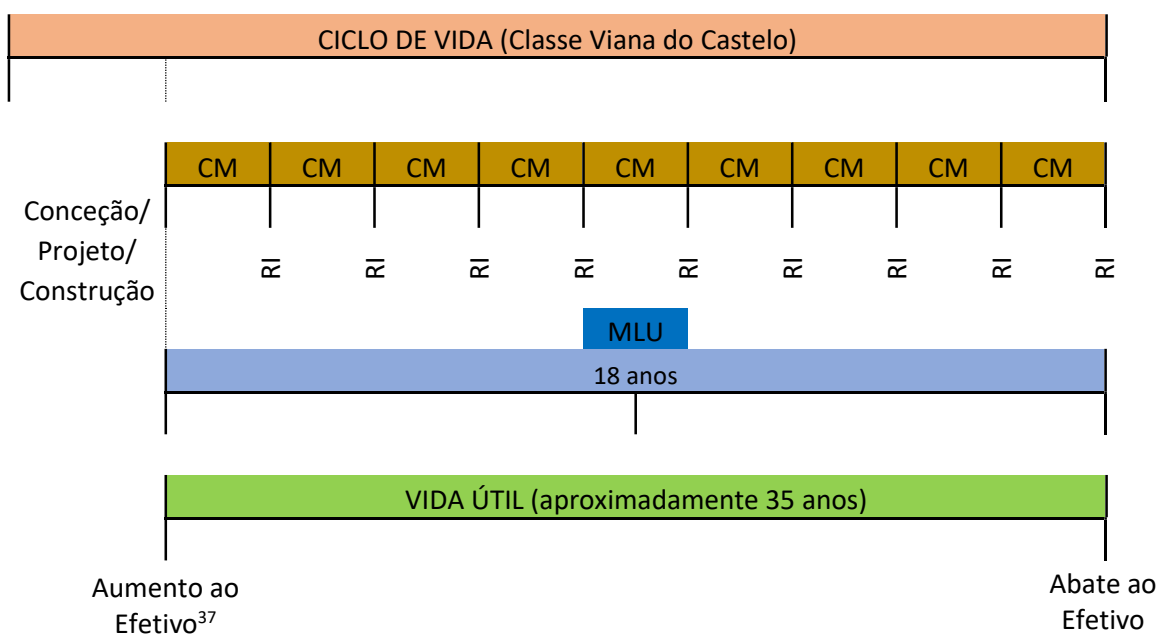 CICLO DE VIDA (Classe Viana do Castelo)
CM CM CM CM CM CM CM CM CM
Conceção/
Projeto/
Construção
RI RI RI RI RI RI RI RI RI
MLU
18 anos
VIDA ÚTIL (aproximadamente 35 anos)
Aumento ao
Efetivo³⁷
Abate ao
Efetivo